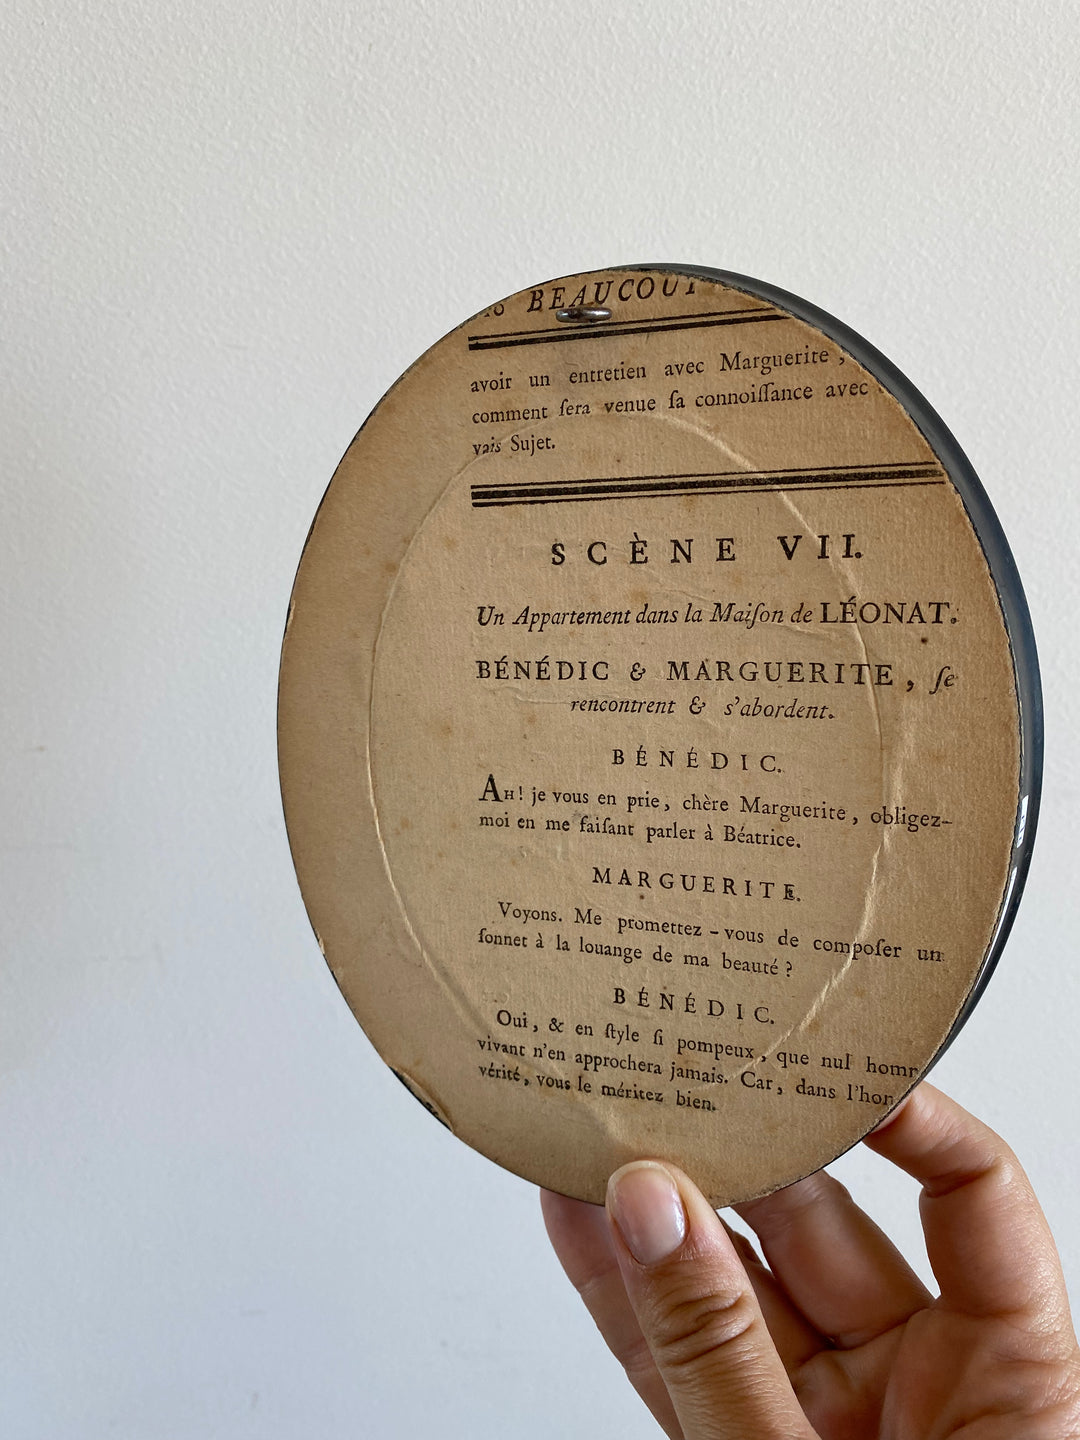 BEAUCOU
avoir un entretien avec Marguerite,
comment ſera venue ſa connoiſſance avec
vais Sujet.
SCÈNE VII.
Un Appartement dans la Maiſon de LÉONAT.
BÉNÉDIC & MARGUERITE, ſe
rencontrent & s'abordent.
BÉNÉDIC.
AH! je vous en prie, chère Marguerite, obligez-
moi en me faiſant parler à Béatrice.
MARGUERITE.
Voyons. Me promettez-vous de compoſer un
ſonnet à la louange de ma beauté?
BÉNÉDIC.
Oui, & en ſtyle ſi pompeux, que nul hom
vivant n'en approchera jamais. Car, dans l'hon
vérité, vous le méritez bien.